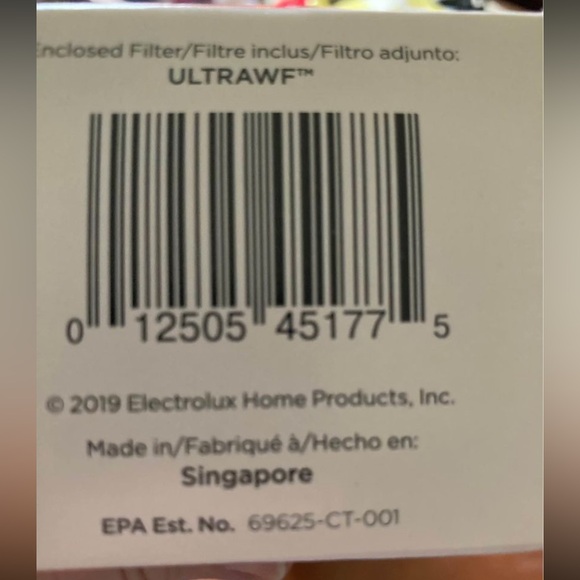 Enclosed Filter/Filtre inclus/Filtro adjunto:
ULTRAWF™
0 12505 45177 5
© 2019 Electrolux Home Products, Inc.
Made in/Fabriqué à/Hecho en:
Singapore
EPA Est. No. 69625-CT-001